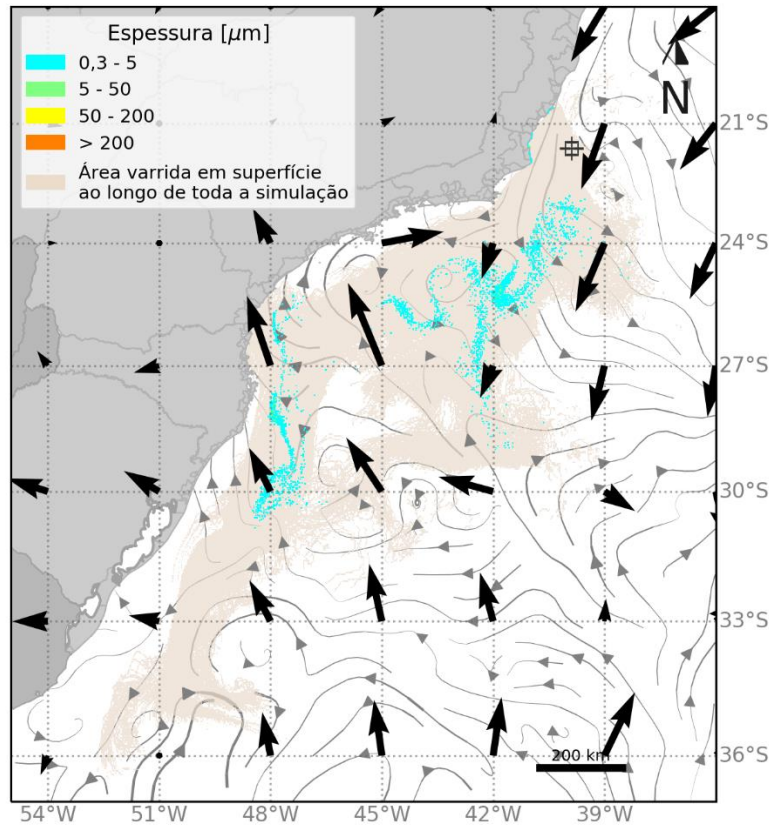 Espessura [μm]
0,3 - 5
5 - 50
50 - 200
> 200
Área varrida em superfície
ao longo de toda a simulação
N
21°S
24°S
27°S
30°S
33°S
36°S
200 km
54°W
51°W
48°W
45°W
42°W
39°W